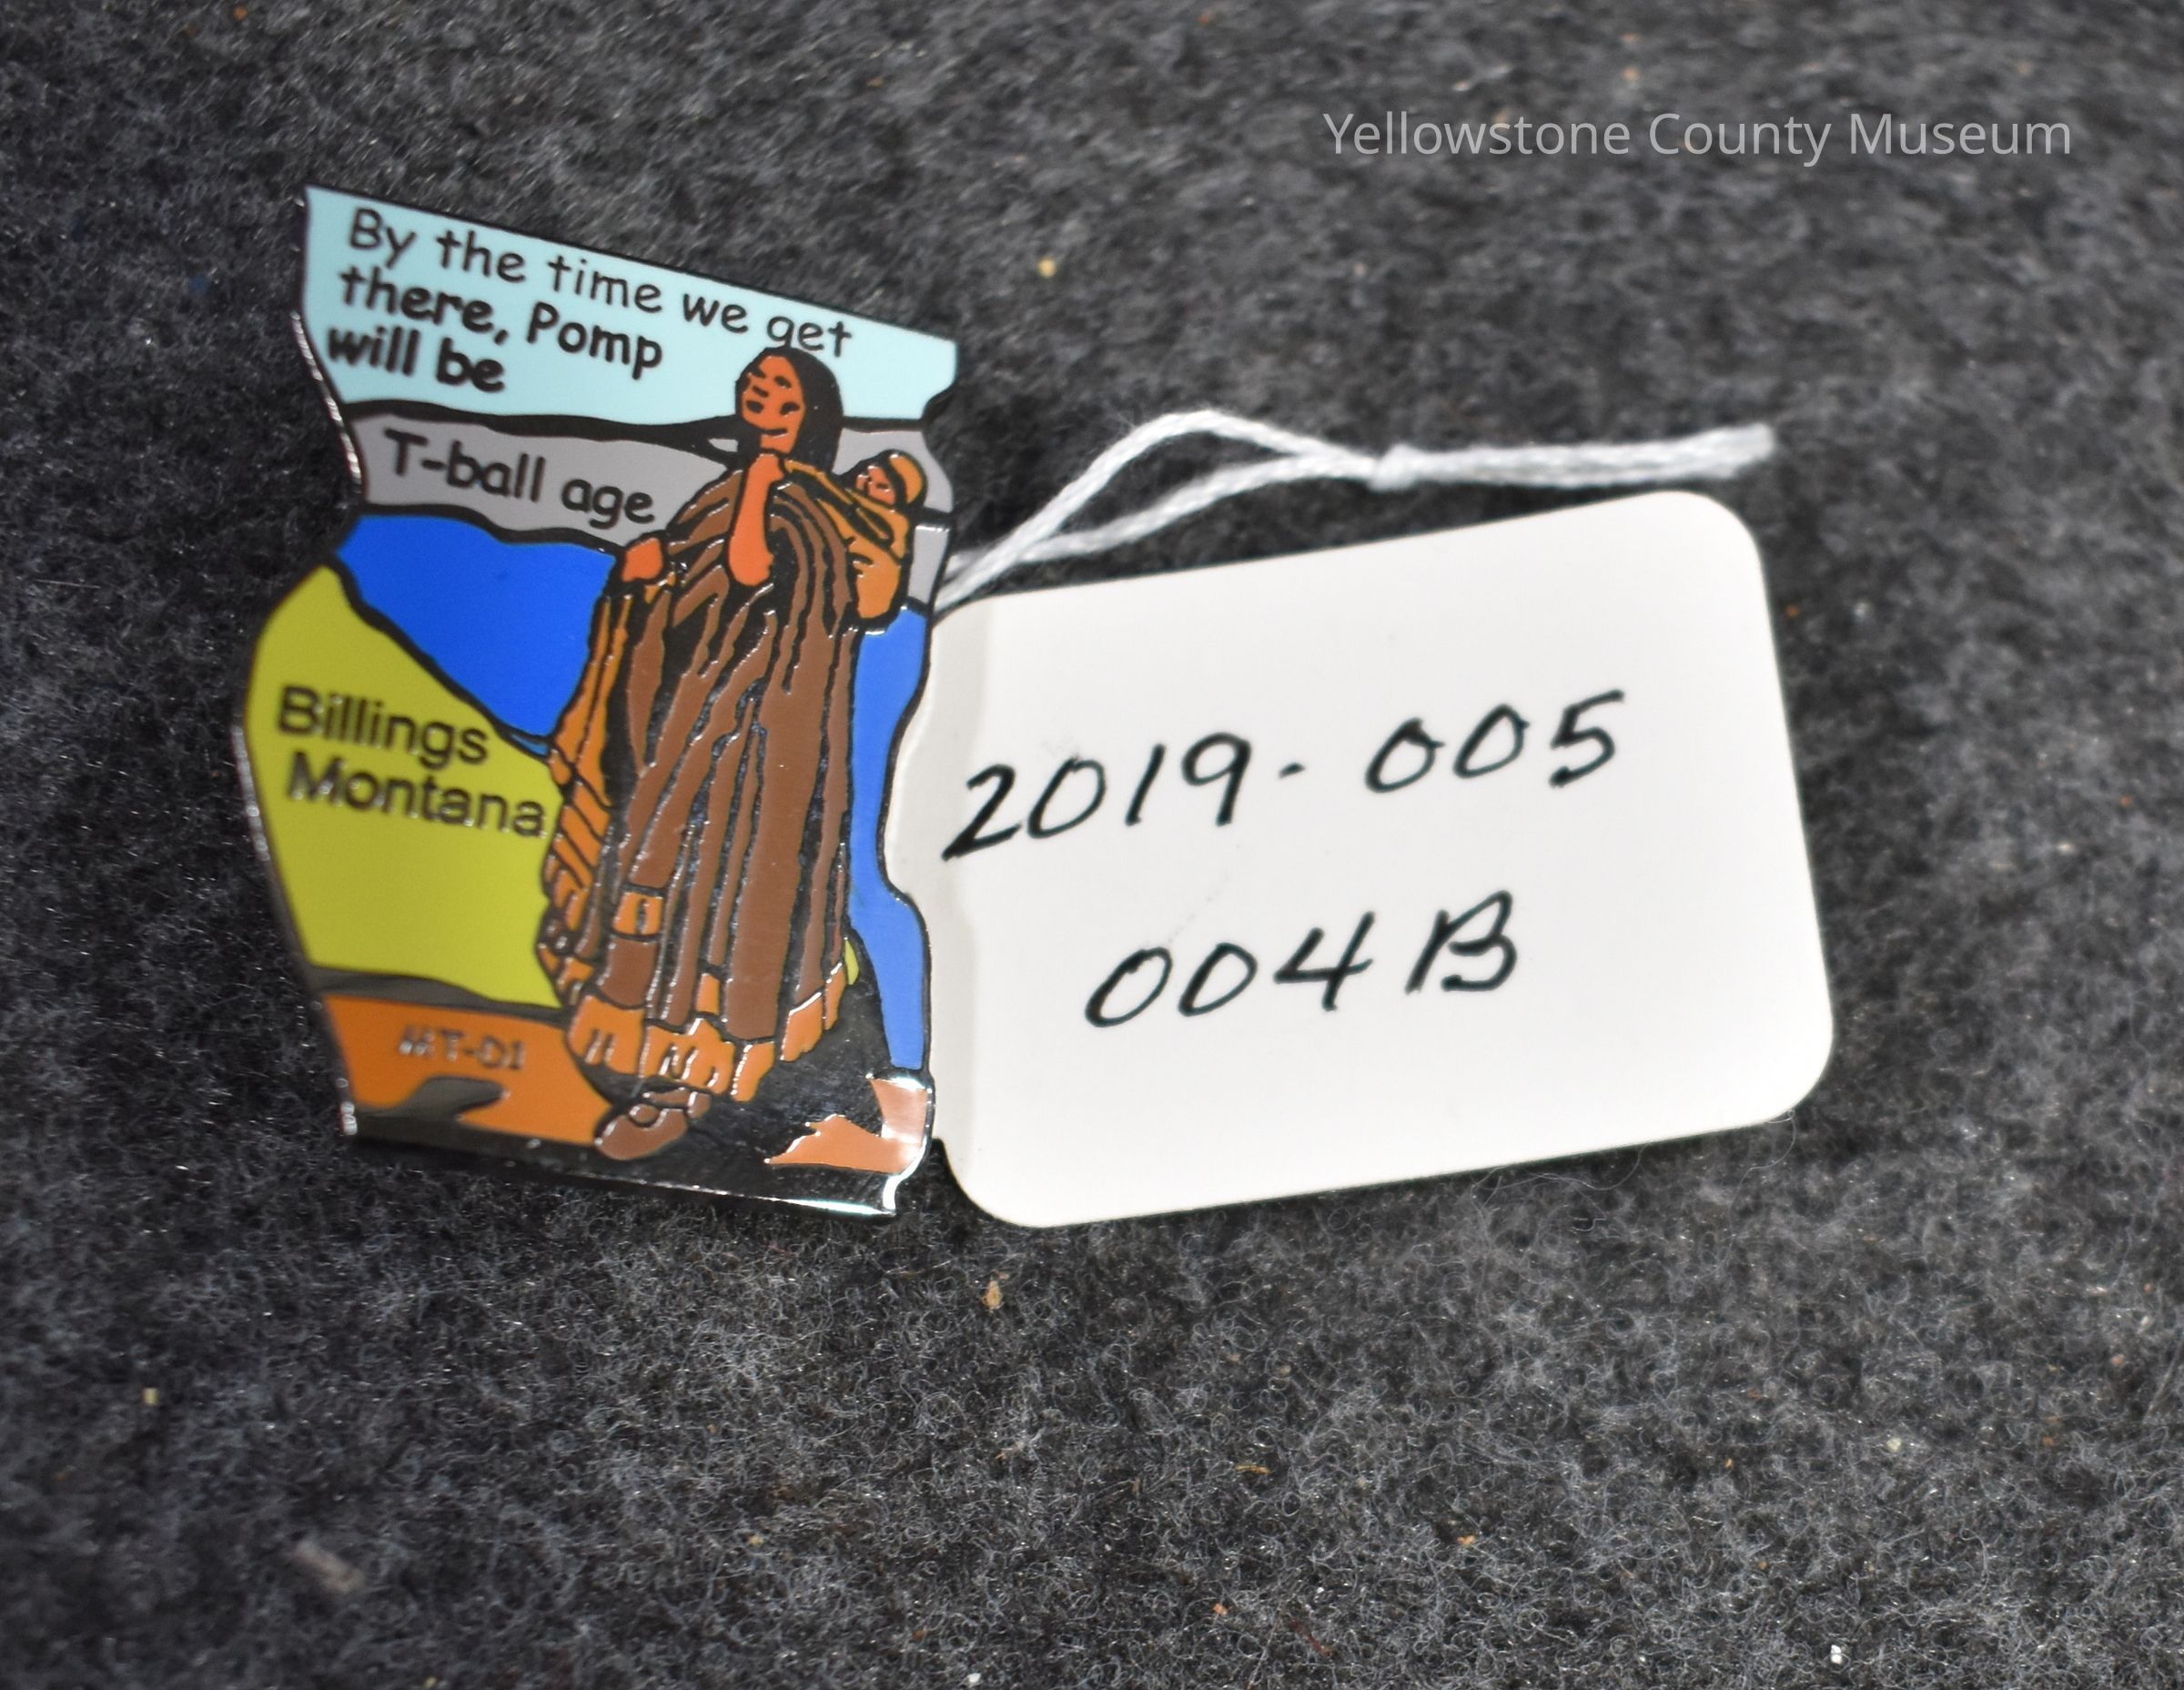 Yellowstone County Museum
By the time we get
there, Pomp
will be
T-ball age
Billings
Montana
MT-D1
2019-005
004B